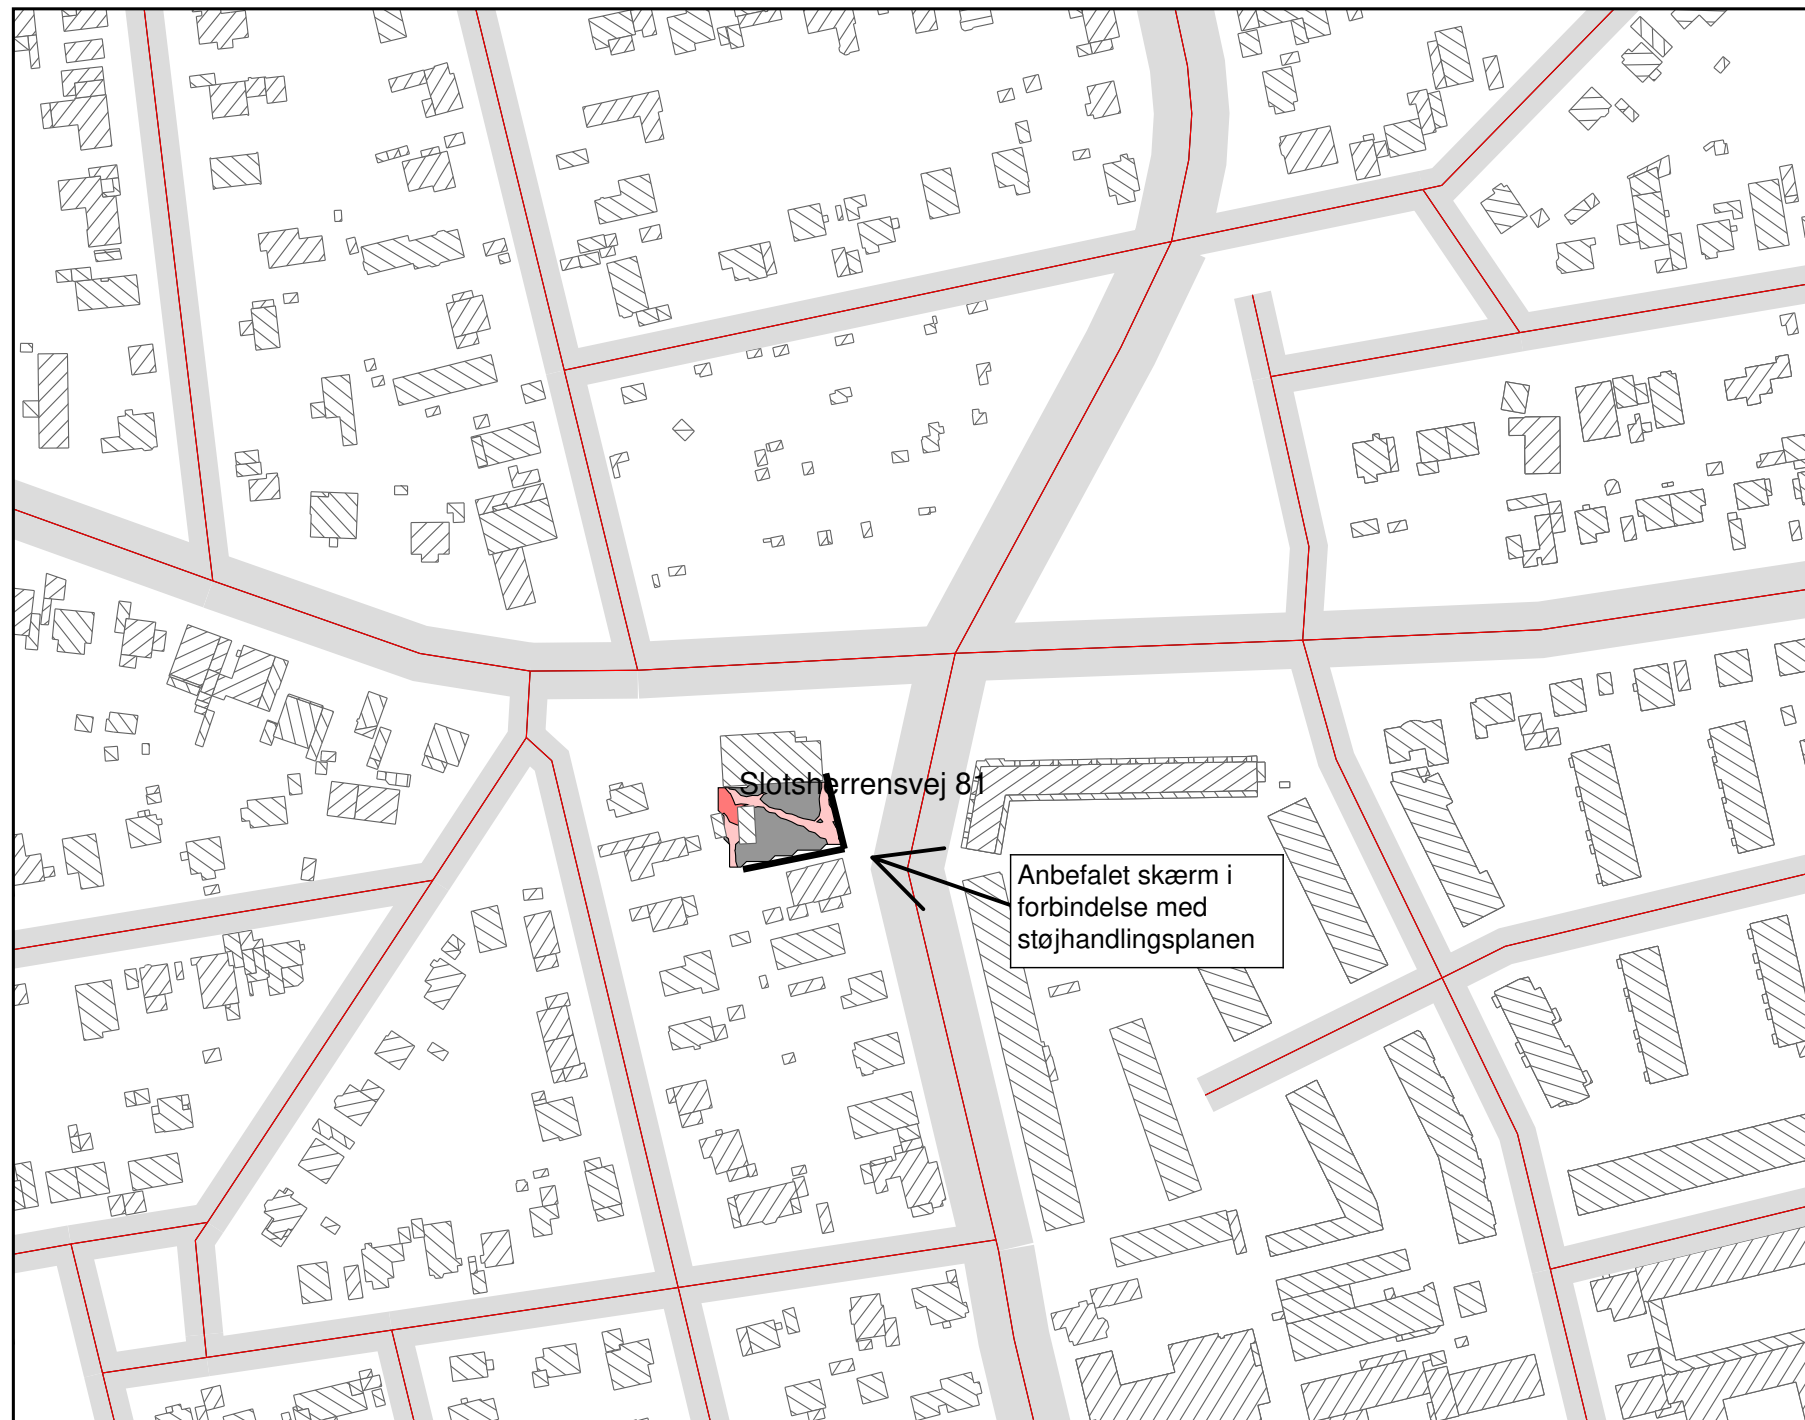 Slotsherrensvej 81
Anbefalet skærm i
forbindelse med
støjhandlingsplanen